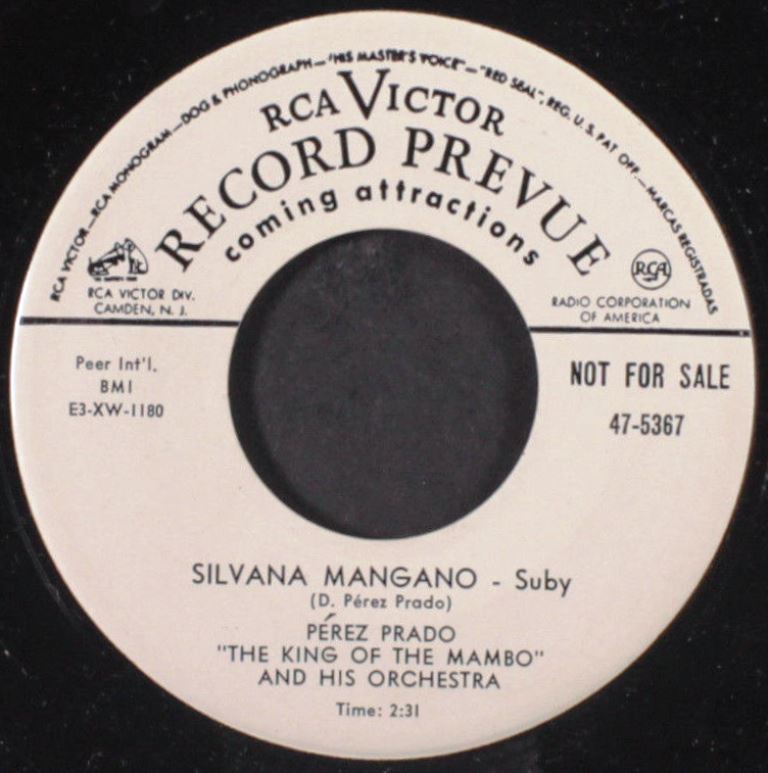 RCA VICTOR—RCA MONOGRAM—DOG & PHONOGRAPH—"HIS MASTER'S VOICE"—"RED SEAL", REG. U.S. PAT. OFF.—MARCAS REGISTRADAS
RCA VICTOR
RECORD PREVUE
coming attractions
RCA VICTOR DIV.
CAMDEN, N. J.
RCA
RADIO CORPORATION
OF AMERICA
Peer Int'l.
BMI
E3-XW-1180
NOT FOR SALE
47-5367
SILVANA MANGANO - Suby
(D. Pérez Prado)
PÉREZ PRADO
"THE KING OF THE MAMBO"
AND HIS ORCHESTRA
Time: 2:31